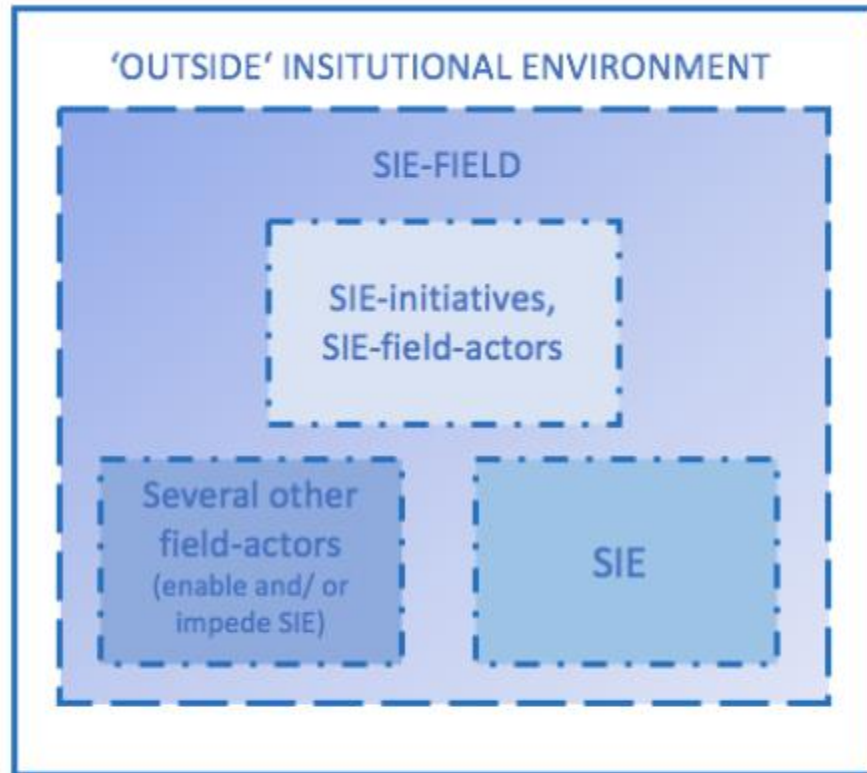 ‘OUTSIDE’ INSITUTIONAL ENVIRONMENT
SIE-FIELD
SIE-initiatives,
SIE-field-actors
Several other
field-actors
(enable and/ or
impede SIE)
SIE